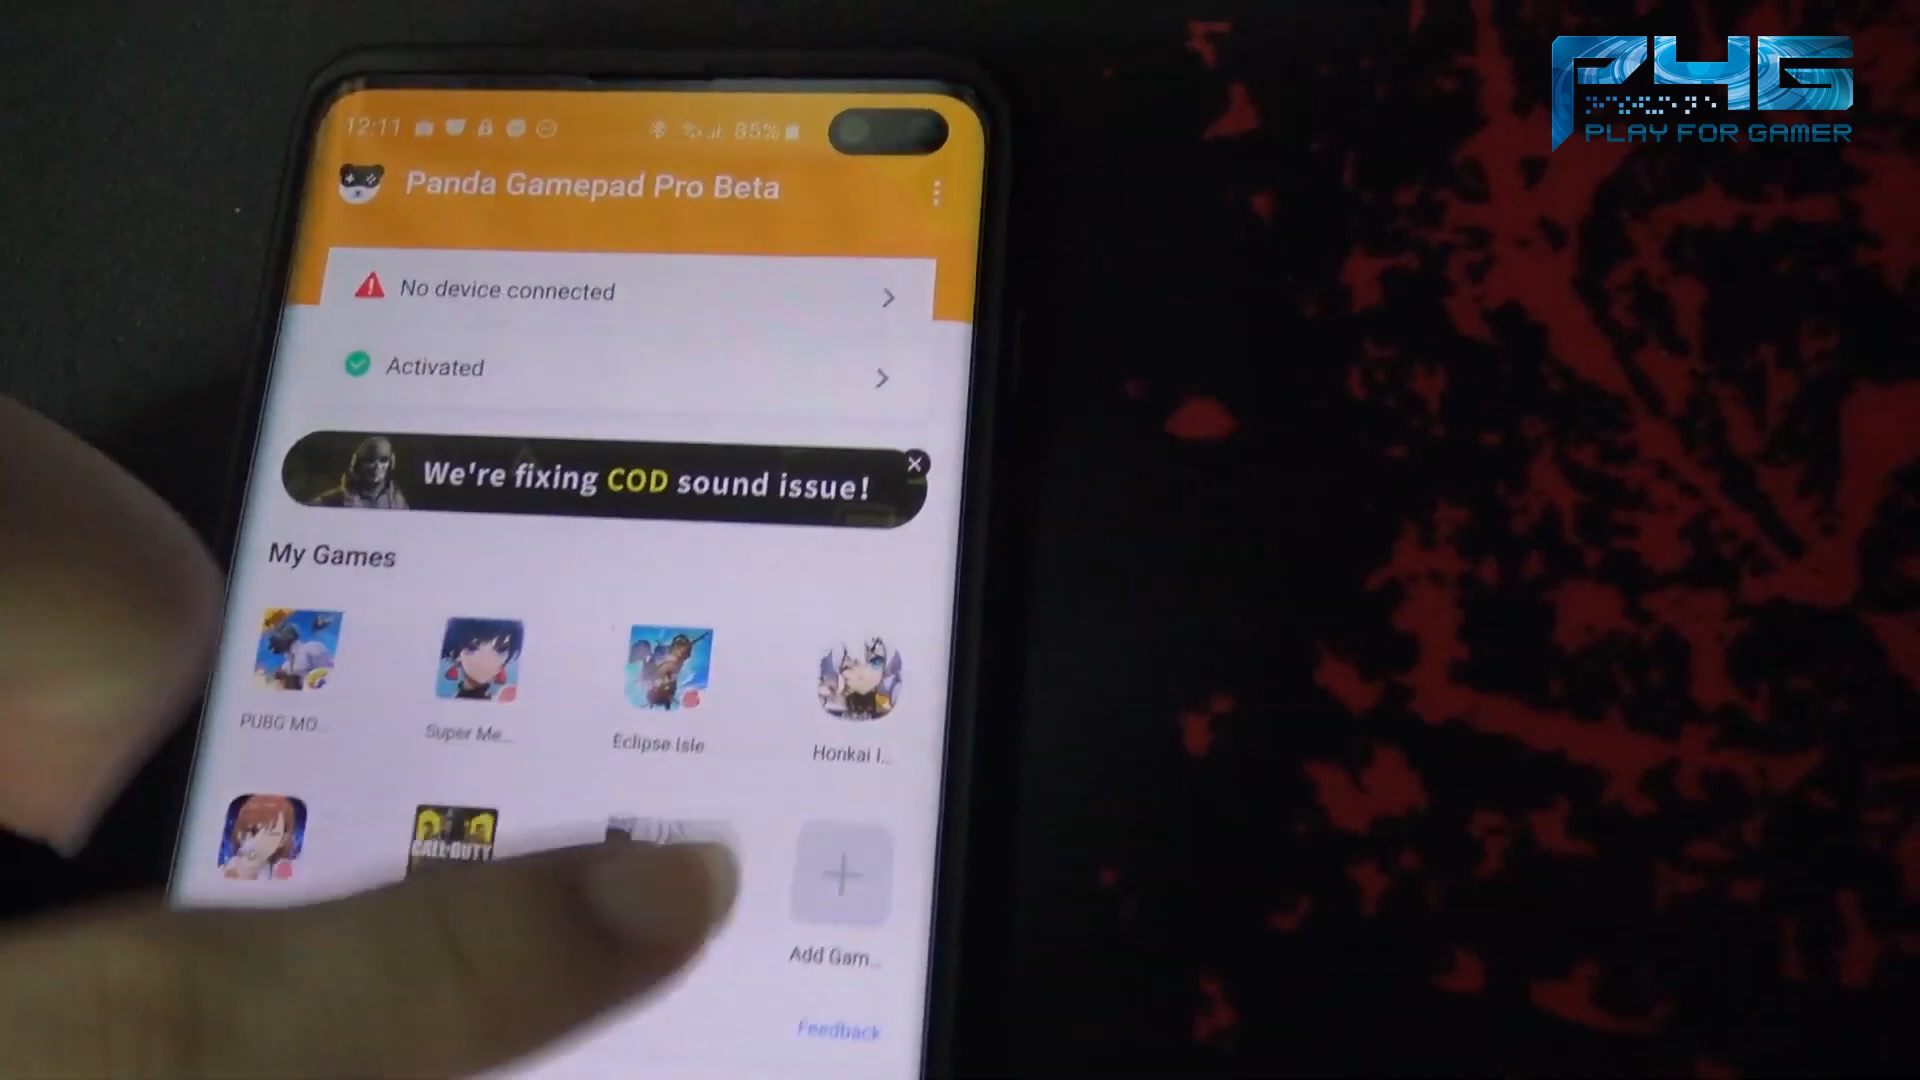 P4G
PLAY FOR GAMER
12:11
85%
Panda Gamepad Pro Beta
No device connected
Activated
We're fixing COD sound issue!
My Games
PUBG MO...
Super Me...
Eclipse Isle
Honkai I...
CALL DUTY
Add Gam...
Feedback